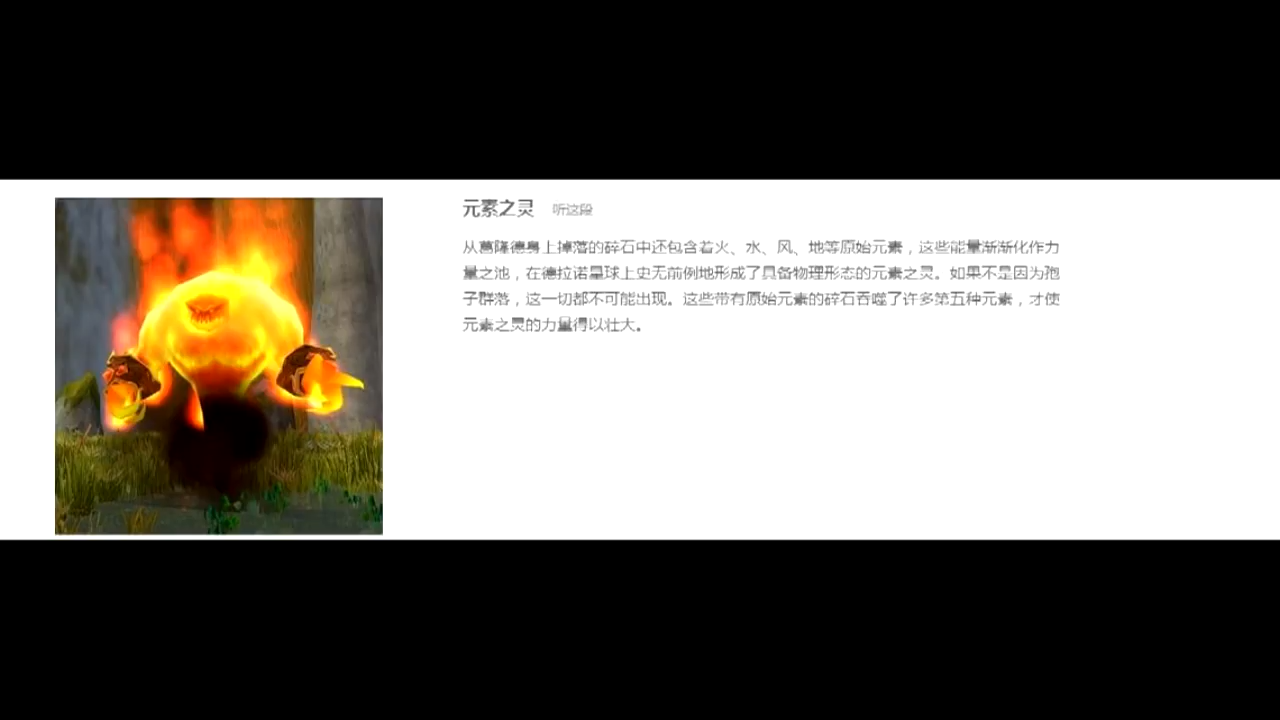 元素之灵 听这段
从葛隆德身上掉落的碎石中还包含着火、水、风、地等原始元素，这些能量渐渐化作力
量之池，在德拉诺星球上史无前例地形成了具备物理形态的元素之灵。如果不是因为孢
子群落，这一切都不可能出现。这些带有原始元素的碎石吞噬了许多第五种元素，才使
元素之灵的力量得以壮大。